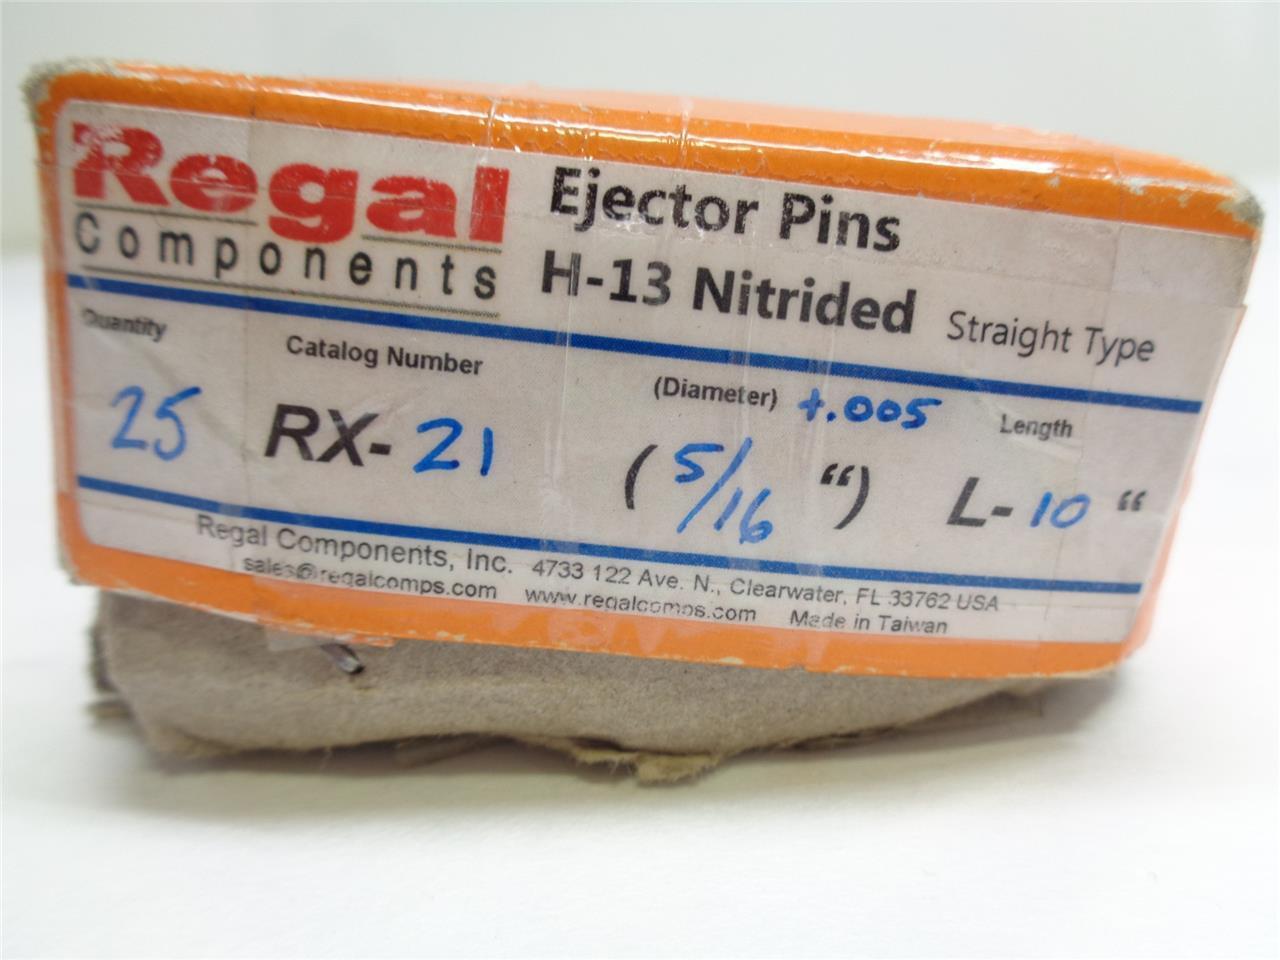 Regal
Components
Ejector Pins
H-13 Nitrided Straight Type
Quantity
Catalog Number
(Diameter) +.005
Length
25
RX-21
(5/16 “)
L-10 “
Regal Components, Inc. 4733 122 Ave. N., Clearwater, FL 33762 USA
sales@regalcomps.com www.regalcomps.com Made in Taiwan